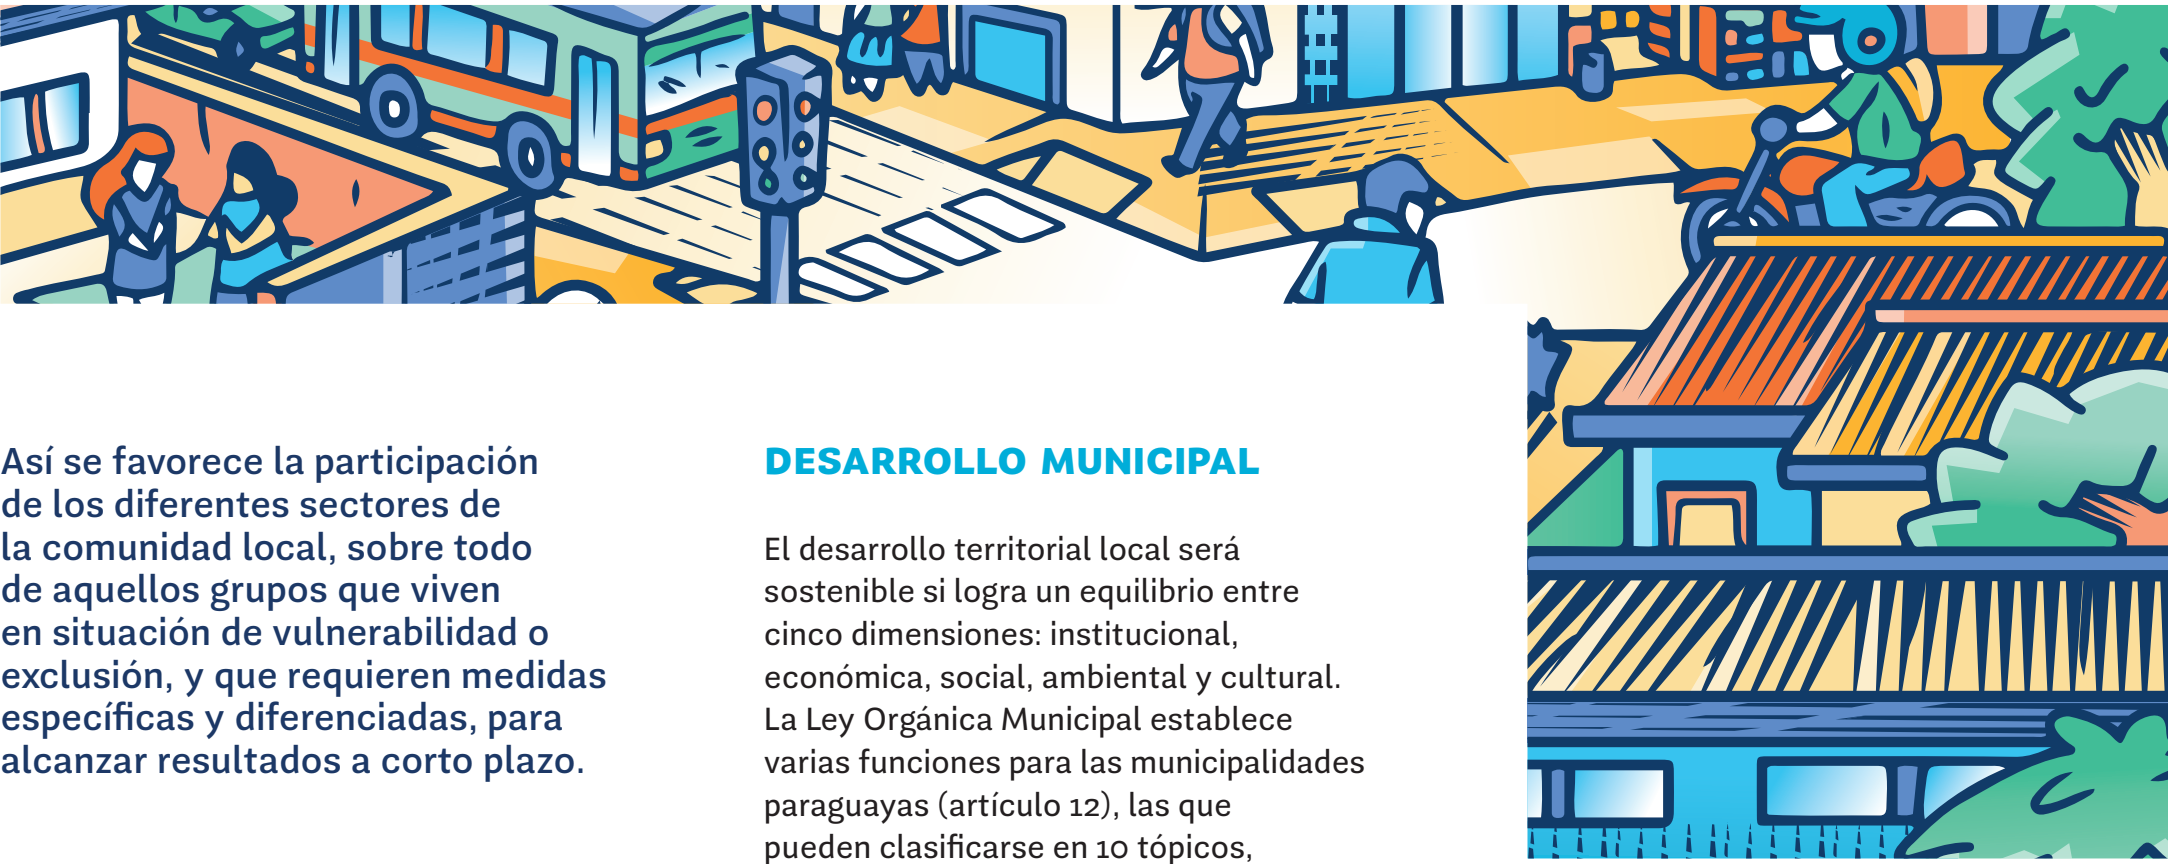 Así se favorece la participación
de los diferentes sectores de
la comunidad local, sobre todo
de aquellos grupos que viven
en situación de vulnerabilidad o
exclusión, y que requieren medidas
específicas y diferenciadas, para
alcanzar resultados a corto plazo.
DESARROLLO MUNICIPAL
El desarrollo territorial local será
sostenible si logra un equilibrio entre
cinco dimensiones: institucional,
económica, social, ambiental y cultural.
La Ley Orgánica Municipal establece
varias funciones para las municipalidades
paraguayas (artículo 12), las que
pueden clasificarse en 10 tópicos,